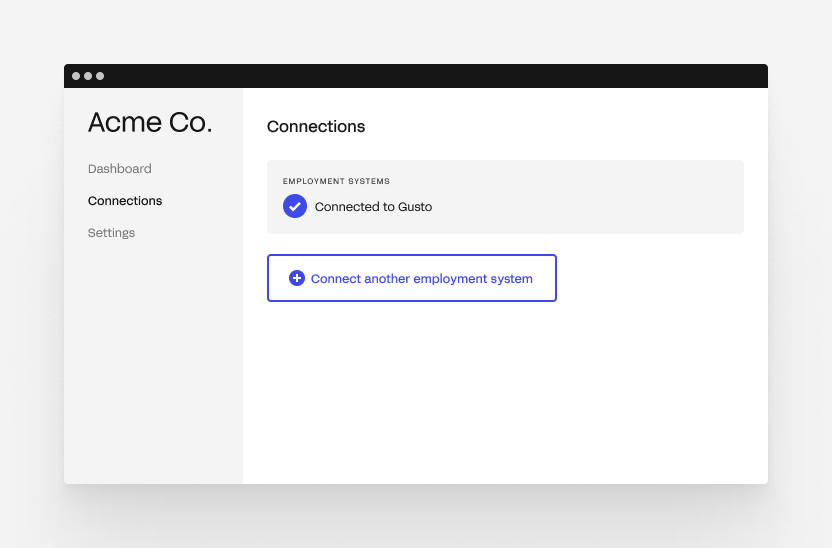 Acme Co.
Dashboard
Connections
Settings
Connections
EMPLOYMENT SYSTEMS
Connected to Gusto
Connect another employment system